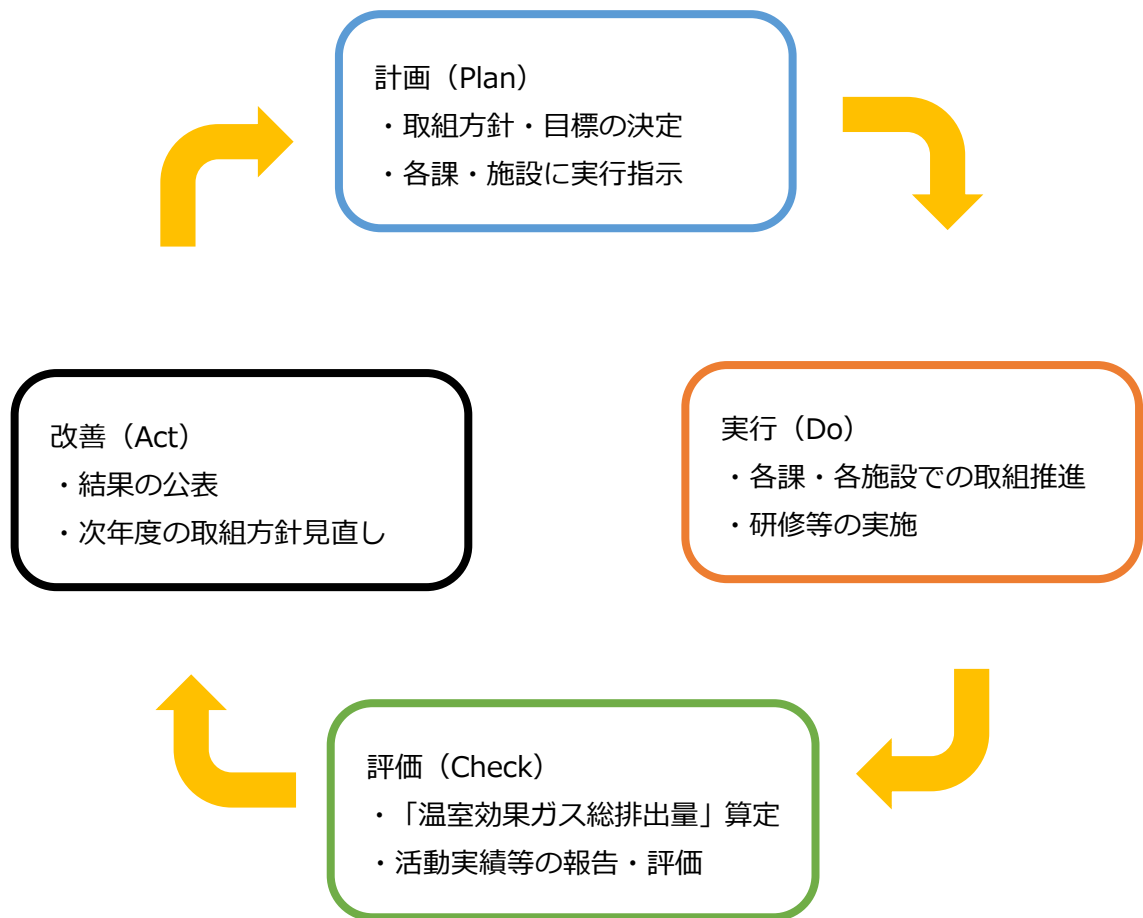 計画（Plan）
・取組方針・目標の決定
・各課・施設に実行指示
実行（Do）
・各課・各施設での取組推進
・研修等の実施
評価（Check）
・「温室効果ガス総排出量」算定
・活動実績等の報告・評価
改善（Act）
・結果の公表
・次年度の取組方針見直し